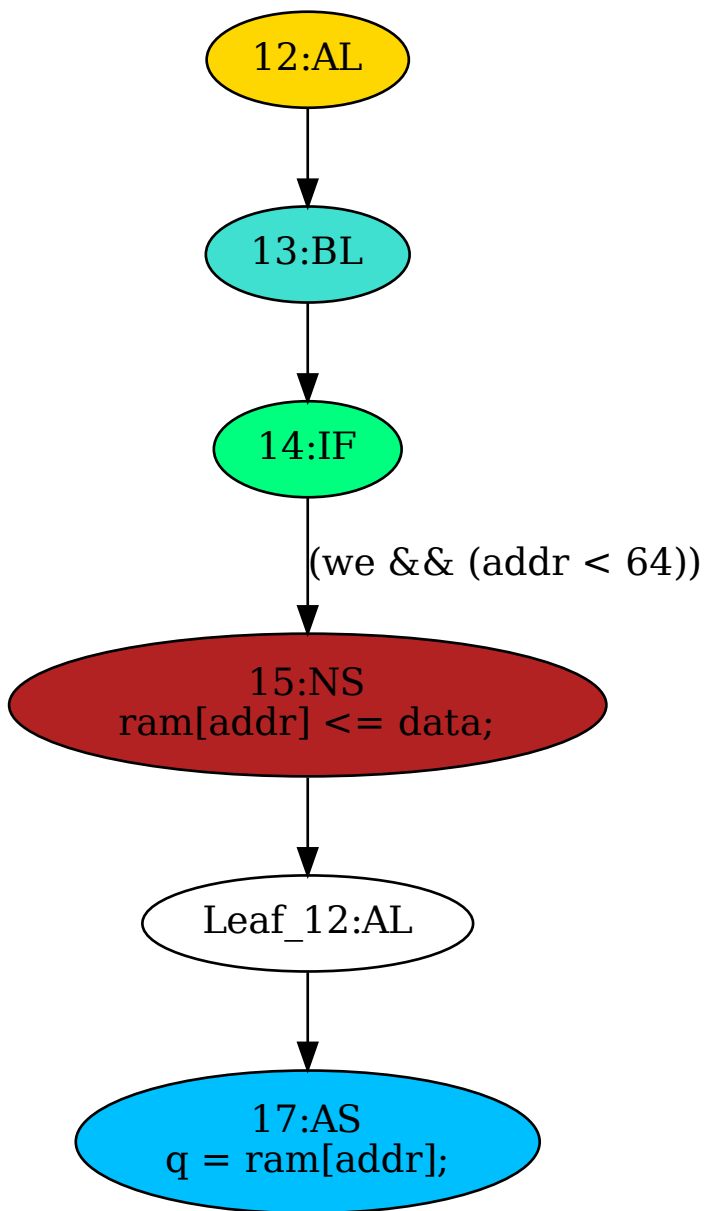 12:AL
13:BL
14:IF
(we && (addr < 64))
15:NS
ram[addr] <= data;
Leaf_12:AL
17:AS
q = ram[addr];